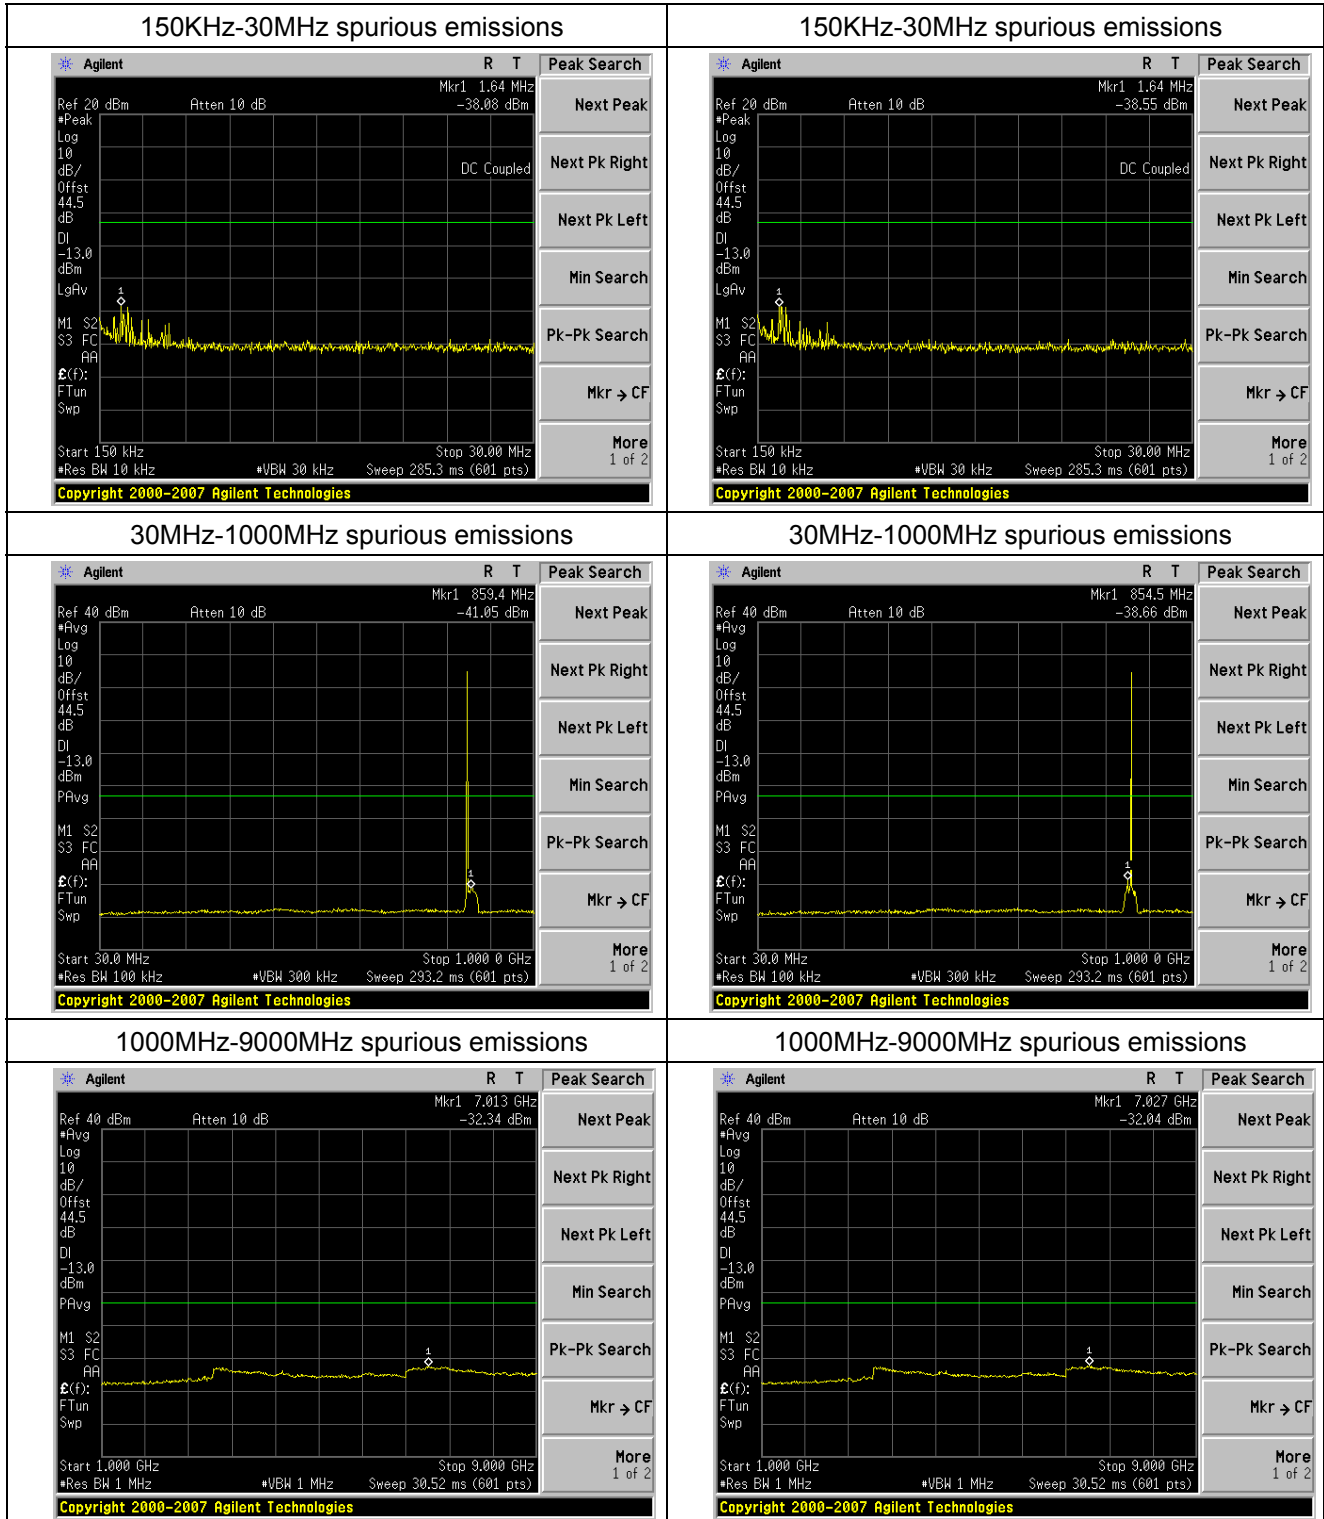 150KHz-30MHz spurious emissions
Agilent R T Peak Search
Mkr1 1.64 MHz
Ref 20 dBm Atten 10 dB -38.08 dBm
#Peak
Log
10
dB/
Offst
44.5
dB
DI
-13.0
dBm
LgAv
M1 S2
S3 FC
AA
£(f):
FTun
Swp
DC Coupled
1
Start 150 kHz Stop 30.00 MHz
#Res BW 10 kHz #VBW 30 kHz Sweep 285.3 ms (601 pts)
Next Peak
Next Pk Right
Next Pk Left
Min Search
Pk-Pk Search
Mkr → CF
More
1 of 2
Copyright 2000-2007 Agilent Technologies
150KHz-30MHz spurious emissions
Agilent R T Peak Search
Mkr1 1.64 MHz
Ref 20 dBm Atten 10 dB -38.55 dBm
#Peak
Log
10
dB/
Offst
44.5
dB
DI
-13.0
dBm
LgAv
M1 S2
S3 FC
AA
£(f):
FTun
Swp
DC Coupled
1
Start 150 kHz Stop 30.00 MHz
#Res BW 10 kHz #VBW 30 kHz Sweep 285.3 ms (601 pts)
Next Peak
Next Pk Right
Next Pk Left
Min Search
Pk-Pk Search
Mkr → CF
More
1 of 2
Copyright 2000-2007 Agilent Technologies
30MHz-1000MHz spurious emissions
Agilent R T Peak Search
Mkr1 859.4 MHz
Ref 40 dBm Atten 10 dB -41.05 dBm
#Avg
Log
10
dB/
Offst
44.5
dB
DI
-13.0
dBm
PAvg
M1 S2
S3 FC
AA
£(f):
FTun
Swp
1
Start 30.0 MHz Stop 1.000 0 GHz
#Res BW 100 kHz #VBW 300 kHz Sweep 293.2 ms (601 pts)
Next Peak
Next Pk Right
Next Pk Left
Min Search
Pk-Pk Search
Mkr → CF
More
1 of 2
Copyright 2000-2007 Agilent Technologies
30MHz-1000MHz spurious emissions
Agilent R T Peak Search
Mkr1 854.5 MHz
Ref 40 dBm Atten 10 dB -38.66 dBm
#Avg
Log
10
dB/
Offst
44.5
dB
DI
-13.0
dBm
PAvg
M1 S2
S3 FC
AA
£(f):
FTun
Swp
1
Start 30.0 MHz Stop 1.000 0 GHz
#Res BW 100 kHz #VBW 300 kHz Sweep 293.2 ms (601 pts)
Next Peak
Next Pk Right
Next Pk Left
Min Search
Pk-Pk Search
Mkr → CF
More
1 of 2
Copyright 2000-2007 Agilent Technologies
1000MHz-9000MHz spurious emissions
Agilent R T Peak Search
Mkr1 7.013 GHz
Ref 40 dBm Atten 10 dB -32.34 dBm
#Avg
Log
10
dB/
Offst
44.5
dB
DI
-13.0
dBm
PAvg
M1 S2
S3 FC
AA
£(f):
FTun
Swp
1
Start 1.000 GHz Stop 9.000 GHz
#Res BW 1 MHz #VBW 1 MHz Sweep 30.52 ms (601 pts)
Next Peak
Next Pk Right
Next Pk Left
Min Search
Pk-Pk Search
Mkr → CF
More
1 of 2
Copyright 2000-2007 Agilent Technologies
1000MHz-9000MHz spurious emissions
Agilent R T Peak Search
Mkr1 7.027 GHz
Ref 40 dBm Atten 10 dB -32.04 dBm
#Avg
Log
10
dB/
Offst
44.5
dB
DI
-13.0
dBm
PAvg
M1 S2
S3 FC
AA
£(f):
FTun
Swp
1
Start 1.000 GHz Stop 9.000 GHz
#Res BW 1 MHz #VBW 1 MHz Sweep 30.52 ms (601 pts)
Next Peak
Next Pk Right
Next Pk Left
Min Search
Pk-Pk Search
Mkr → CF
More
1 of 2
Copyright 2000-2007 Agilent Technologies